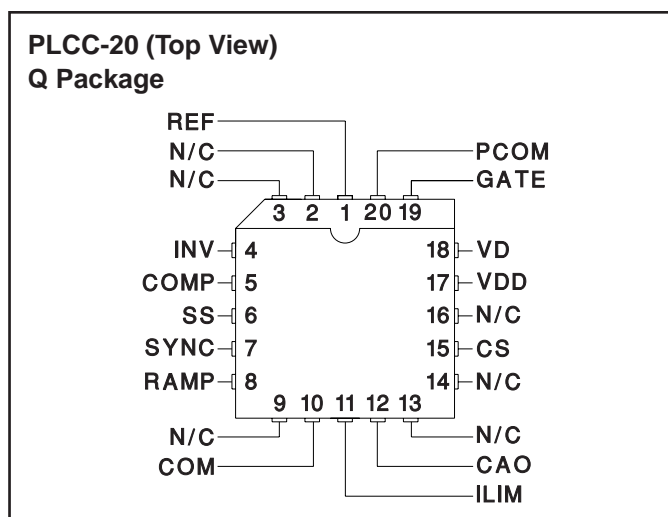 PLCC-20 (Top View)
Q Package
REF
N/C
N/C
PCOM
GATE
3 2 1 20 19
INV 4
COMP 5
SS 6
SYNC 7
RAMP 8
18 VD
17 VDD
16 N/C
15 CS
14 N/C
9 10 11 12 13
N/C
COM
N/C
CAO
ILIM